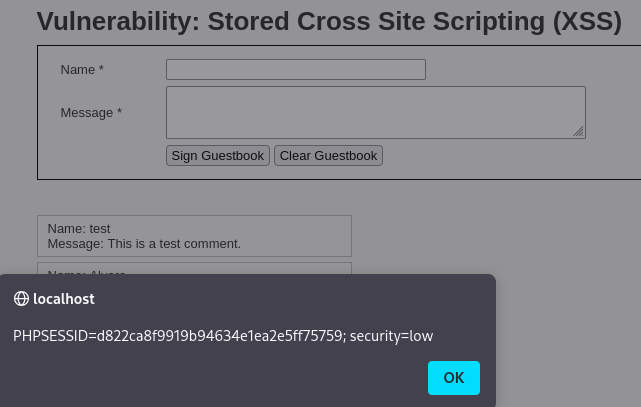 Vulnerability: Stored Cross Site Scripting (XSS)
Name *
Message *
Sign Guestbook Clear Guestbook
Name: test
Message: This is a test comment.
Name: Alvaro
localhost
PHPSESSID=d822ca8f9919b94634e1ea2e5ff75759; security=low
OK